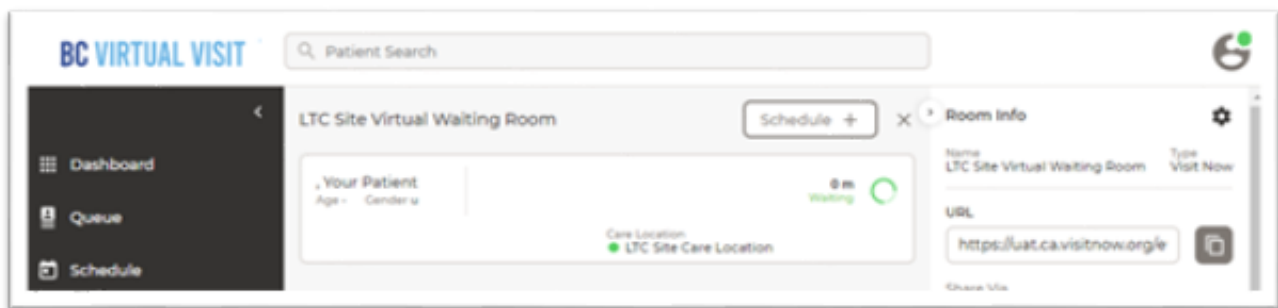 BC VIRTUAL VISIT
Patient Search
LTC Site Virtual Waiting Room
Schedule +
Room Info
Dashboard
Queue
Schedule
, Your Patient
Age - Gender u
0 m
Waiting
Care Location
LTC Site Care Location
Name
LTC Site Virtual Waiting Room
Type
Visit Now
URL
https://uat.ca.visitnow.org/e
Share Via